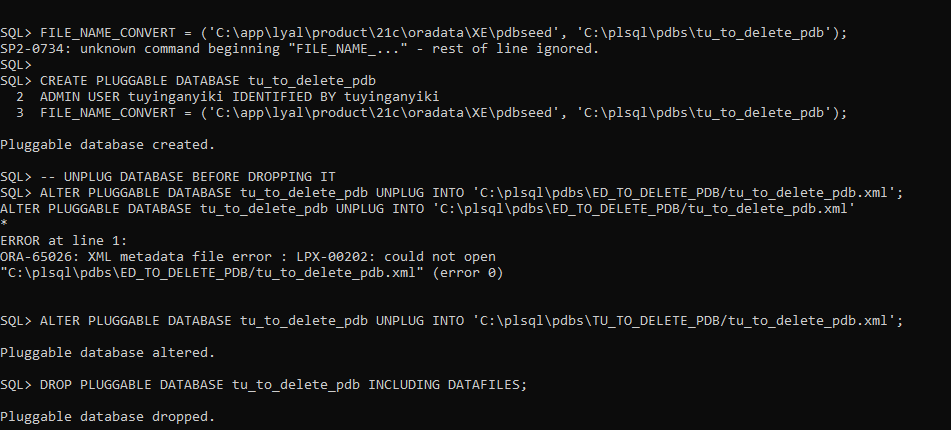 SQL> FILE_NAME_CONVERT = ('C:\app\lyal\product\21c\oradata\XE\pdbseed', 'C:\plsql\pdbs\tu_to_delete_pdb');
SP2-0734: unknown command beginning "FILE_NAME_..." - rest of line ignored.
SQL>
SQL> CREATE PLUGGABLE DATABASE tu_to_delete_pdb
  2  ADMIN USER tuyinganyiki IDENTIFIED BY tuyinganyiki
  3  FILE_NAME_CONVERT = ('C:\app\lyal\product\21c\oradata\XE\pdbseed', 'C:\plsql\pdbs\tu_to_delete_pdb');
Pluggable database created.
SQL> -- UNPLUG DATABASE BEFORE DROPPING IT
SQL> ALTER PLUGGABLE DATABASE tu_to_delete_pdb UNPLUG INTO 'C:\plsql\pdbs\ED_TO_DELETE_PDB/tu_to_delete_pdb.xml';
ALTER PLUGGABLE DATABASE tu_to_delete_pdb UNPLUG INTO 'C:\plsql\pdbs\ED_TO_DELETE_PDB/tu_to_delete_pdb.xml'
*
ERROR at line 1:
ORA-65026: XML metadata file error : LPX-00202: could not open
"C:\plsql\pdbs\ED_TO_DELETE_PDB/tu_to_delete_pdb.xml" (error 0)
SQL> ALTER PLUGGABLE DATABASE tu_to_delete_pdb UNPLUG INTO 'C:\plsql\pdbs\TU_TO_DELETE_PDB/tu_to_delete_pdb.xml';
Pluggable database altered.
SQL> DROP PLUGGABLE DATABASE tu_to_delete_pdb INCLUDING DATAFILES;
Pluggable database dropped.